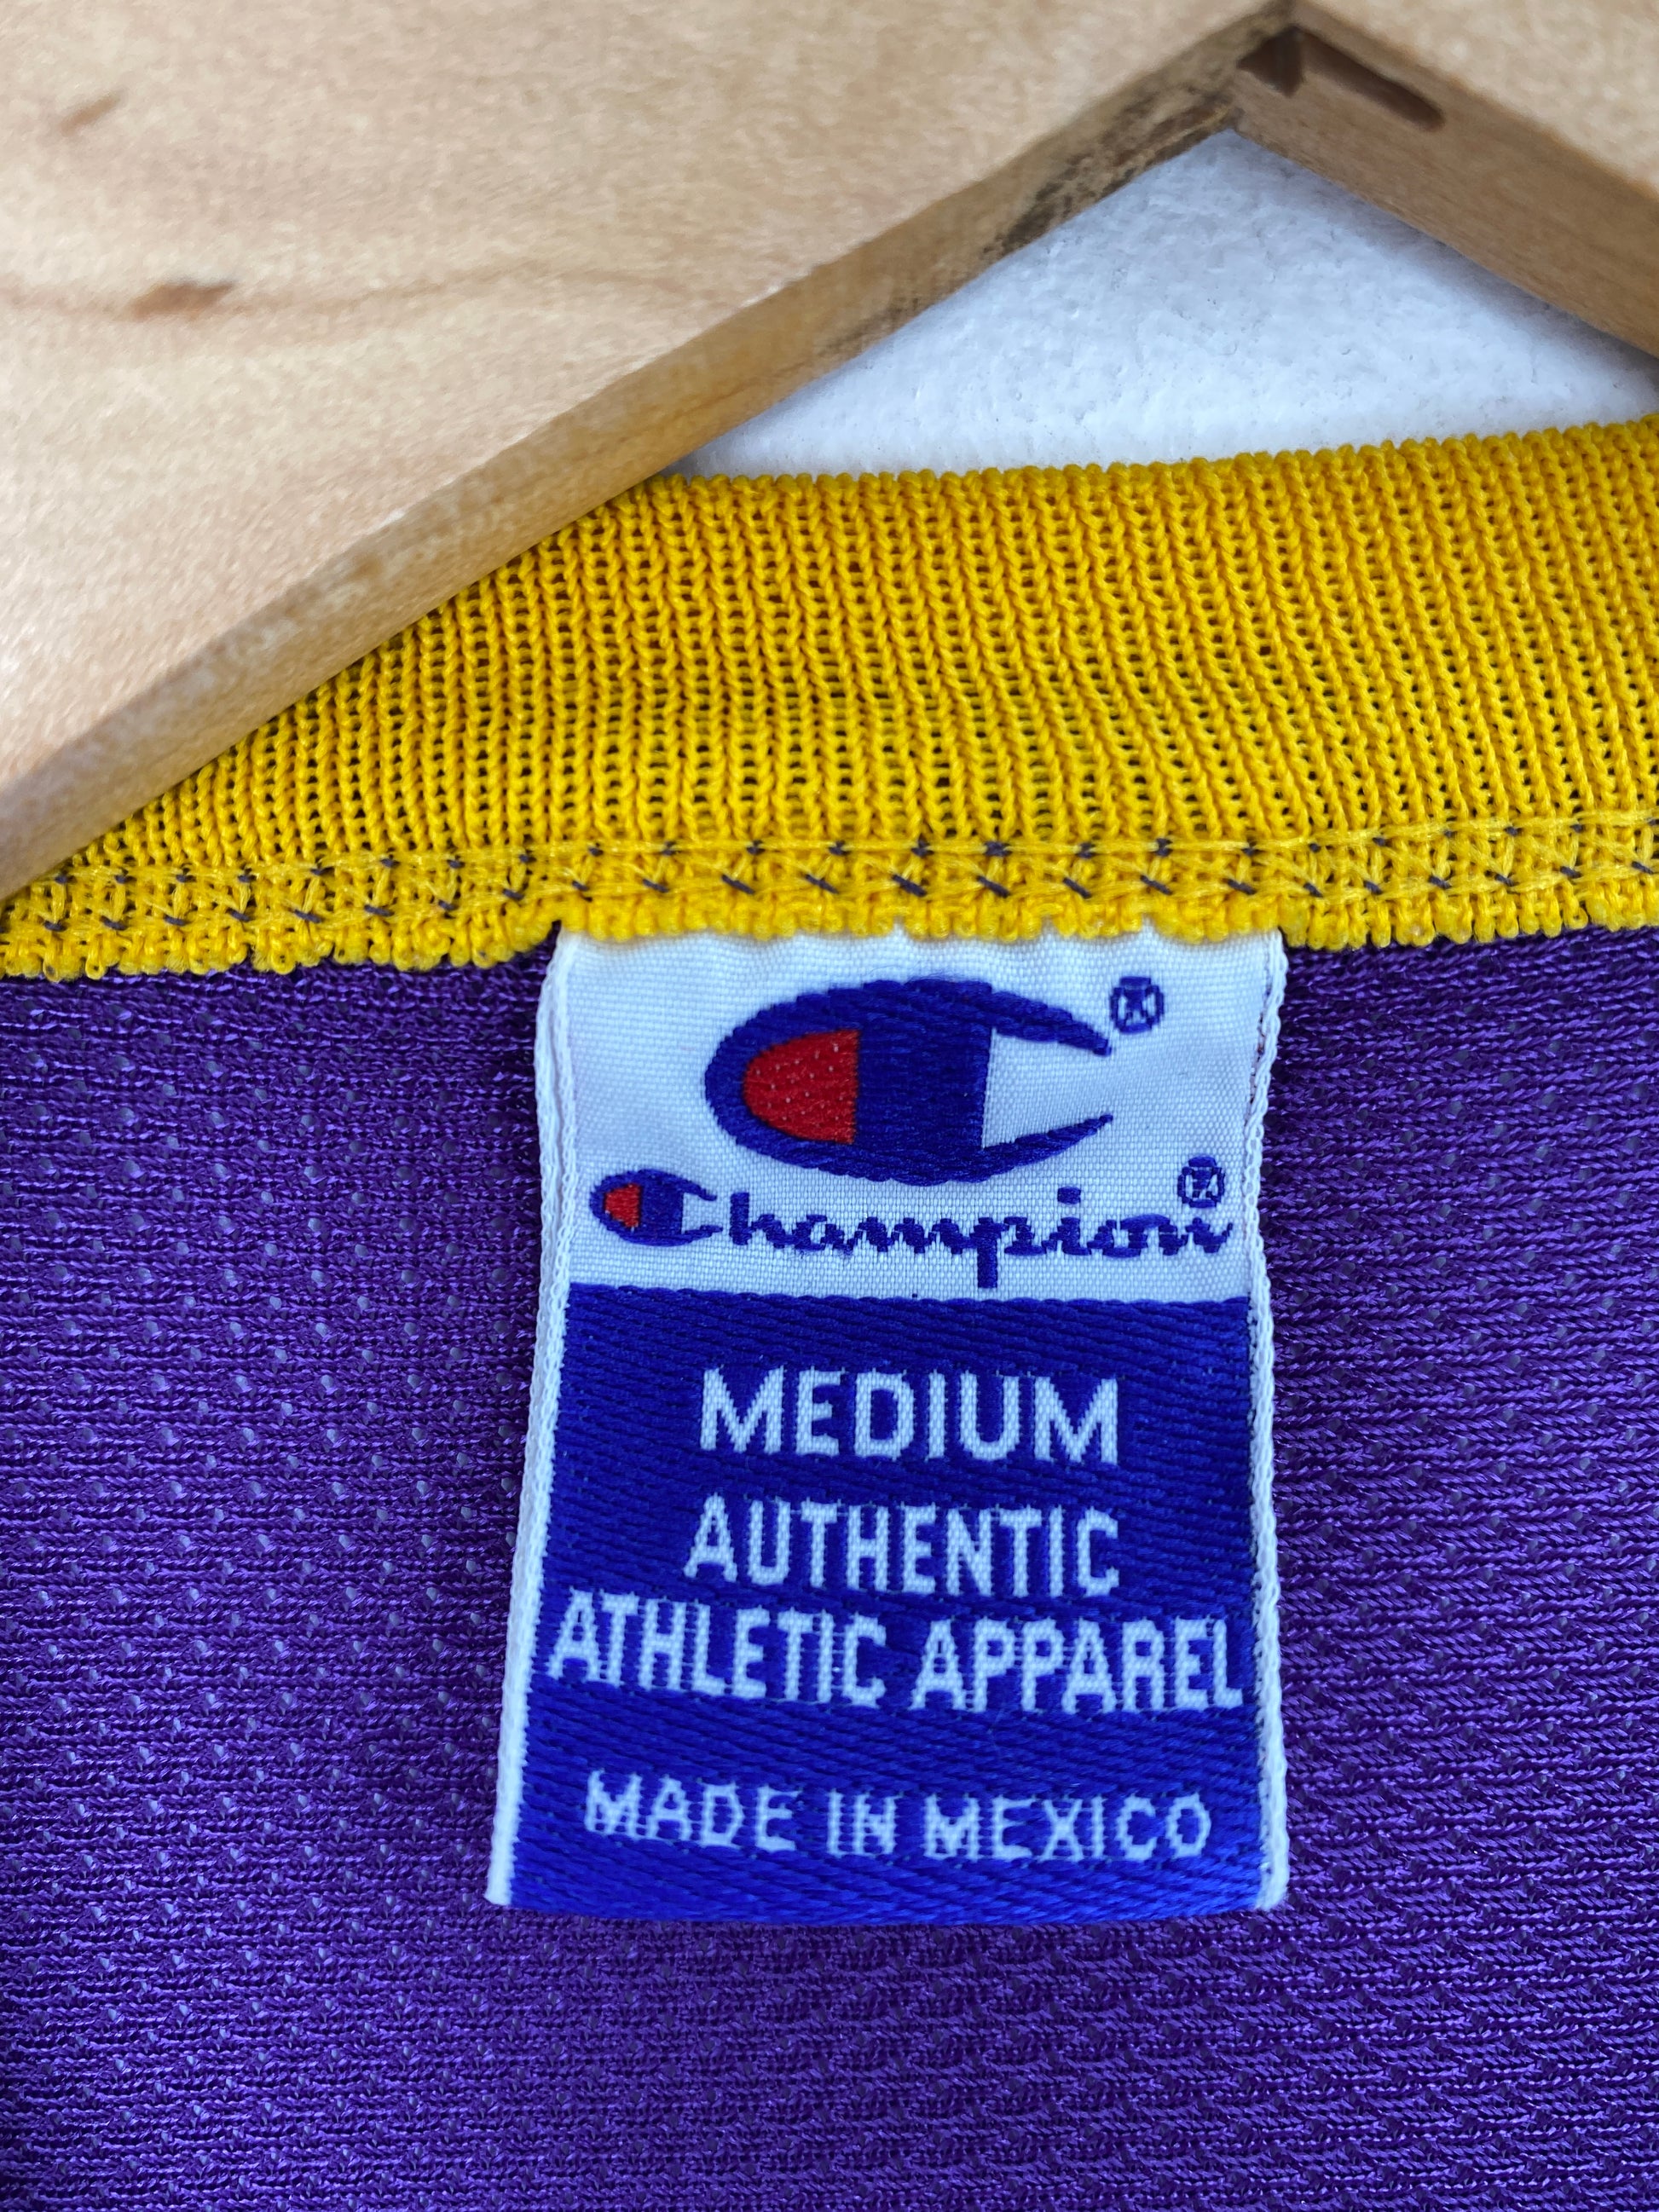 ®
Champion®
MEDIUM
AUTHENTIC
ATHLETIC APPAREL
MADE IN MEXICO